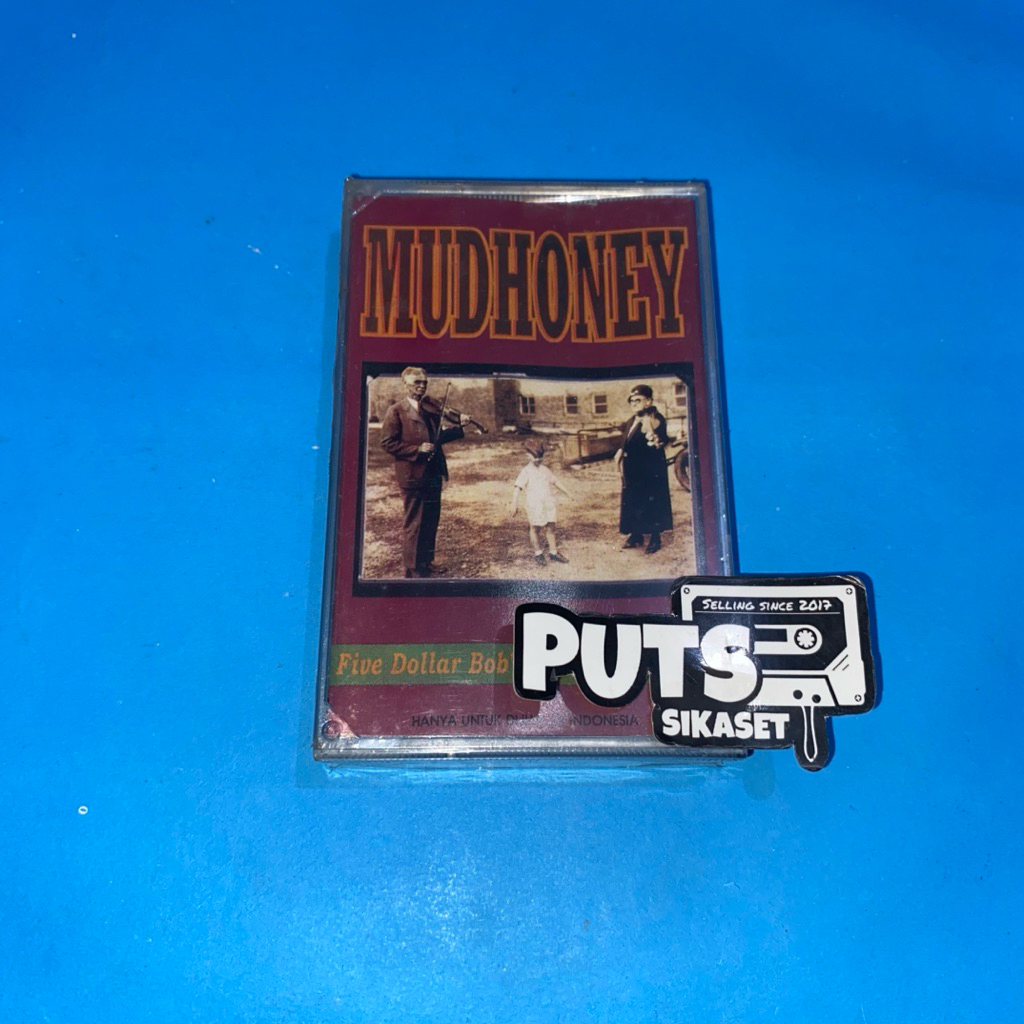 MUDHONEY
Five Dollar Bob'
PUTS
SELLING SINCE 2017
SIKASET
HANYA UNTUK INDONESIA